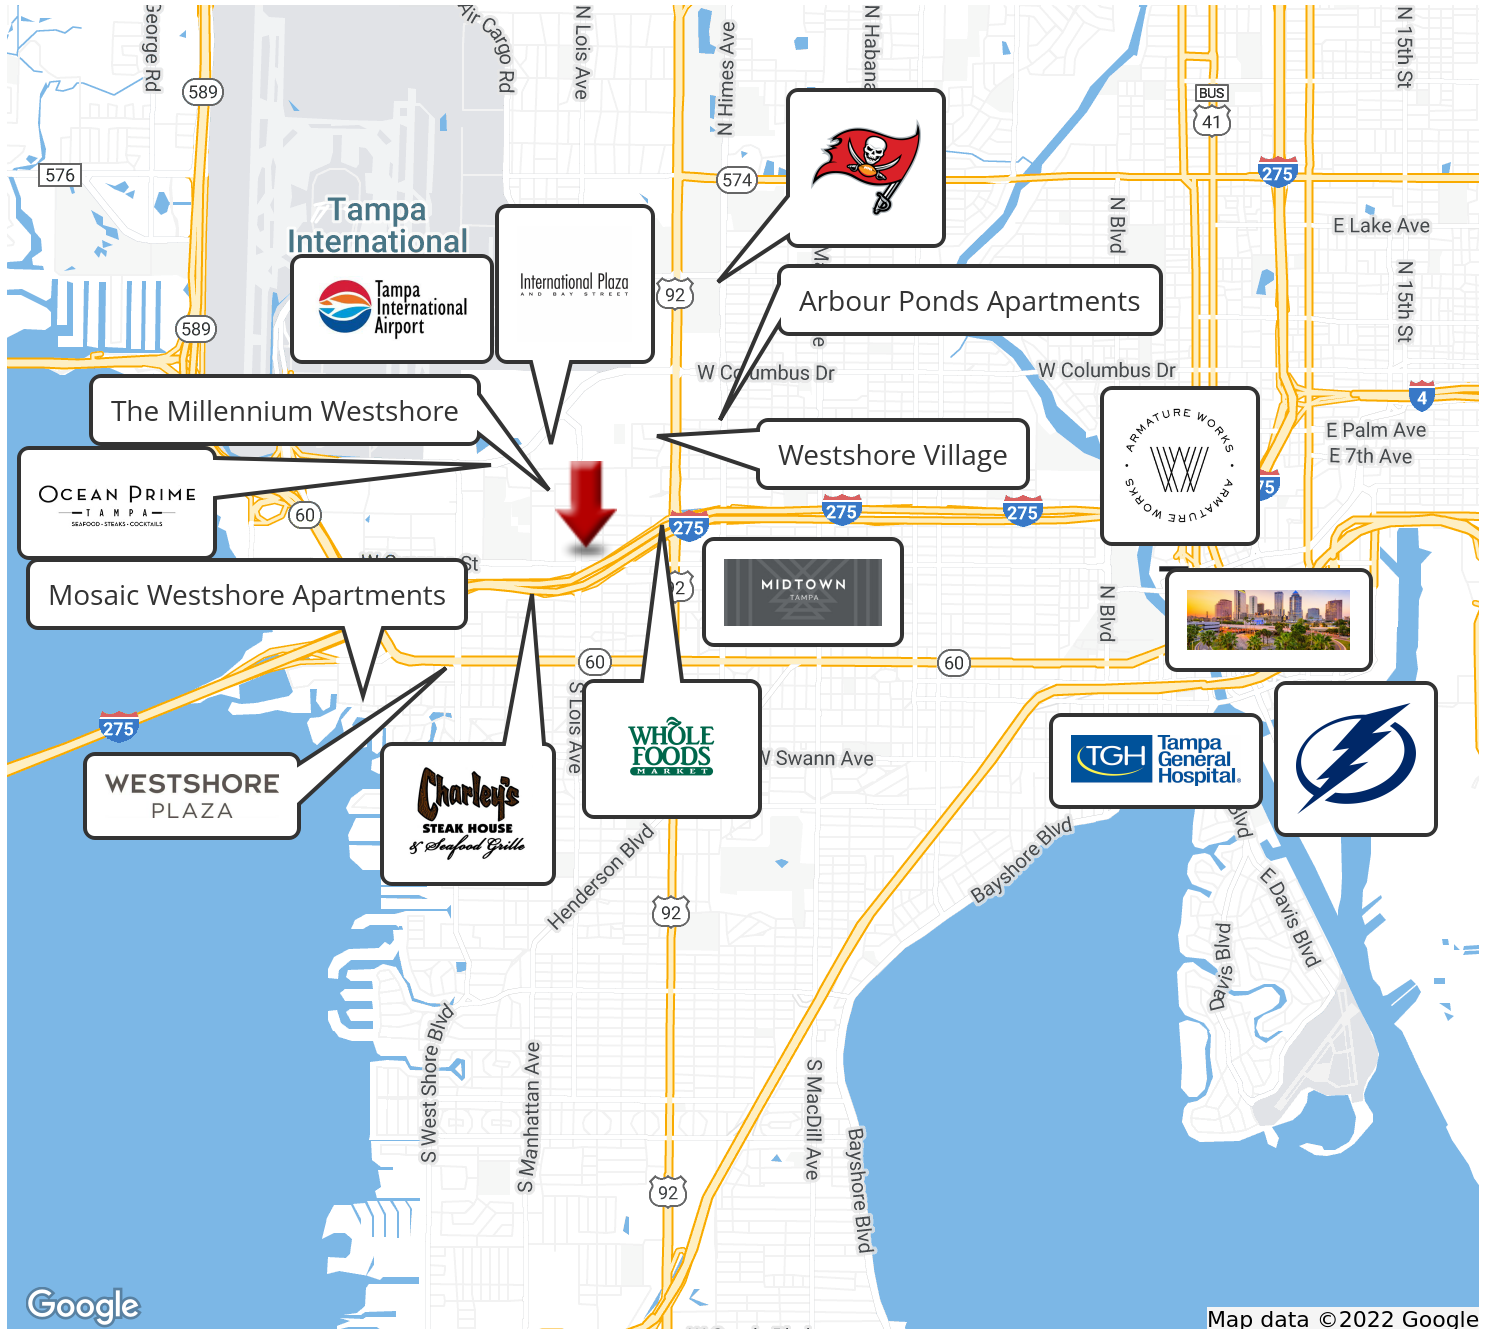 George Rd
Air Cargo Rd
N Lois Ave
N Himes Ave
N Habana
N 15th St
589
BUS
41
576
574
275
275
Tampa
International
N Blvd
E Lake Ave
International Plaza
AND BAY STREET
92
Tampa
International
Airport
Arbour Ponds Apartments
N 15th St
589
W Columbus Dr
W Columbus Dr
4
The Millennium Westshore
ARMATURE WORKS
ARMATURE WORKS
E Palm Ave
E 7th Ave
Westshore Village
OCEAN PRIME
TAMPA
SEAFOOD • STEAKS • COCKTAILS
60
275
275
275
75
St
Mosaic Westshore Apartments
92
MIDTOWN
TAMPA
N Blvd
60
60
S Lois Ave
275
WHOLE
FOODS
MARKET
W Swann Ave
TGH
Tampa
General
Hospital
WESTSHORE
PLAZA
Charley's
STEAK HOUSE
& Seafood Grille
Blvd
Henderson Blvd
Bayshore Blvd
E Davis Blvd
92
Davis Blvd
S West Shore Blvd
S Manhattan Ave
S MacDill Ave
Bayshore Blvd
92
Google
Map data ©2022 Google